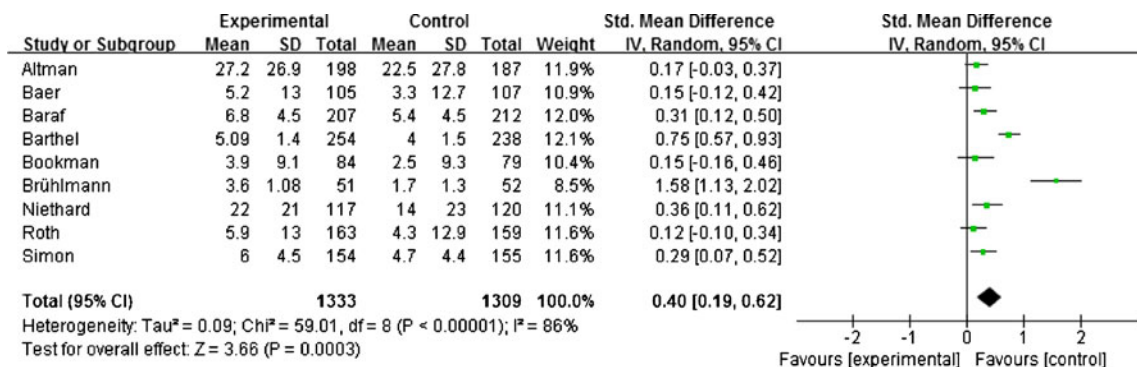 Experimental Control Std. Mean Difference Std. Mean Difference
Study or Subgroup Mean SD Total Mean SD Total Weight IV, Random, 95% CI IV, Random, 95% CI
Altman 27.2 26.9 198 22.5 27.8 187 11.9% 0.17 [-0.03, 0.37]
Baer 5.2 13 105 3.3 12.7 107 10.9% 0.15 [-0.12, 0.42]
Baraf 6.8 4.5 207 5.4 4.5 212 12.0% 0.31 [0.12, 0.50]
Barthel 5.09 1.4 254 4 1.5 238 12.1% 0.75 [0.57, 0.93]
Bookman 3.9 9.1 84 2.5 9.3 79 10.4% 0.15 [-0.16, 0.46]
Brühlmann 3.6 1.08 51 1.7 1.3 52 8.5% 1.58 [1.13, 2.02]
Niethard 22 21 117 14 23 120 11.1% 0.36 [0.11, 0.62]
Roth 5.9 13 163 4.3 12.9 159 11.6% 0.12 [-0.10, 0.34]
Simon 6 4.5 154 4.7 4.4 155 11.6% 0.29 [0.07, 0.52]
Total (95% CI) 1333 1309 100.0% 0.40 [0.19, 0.62]
Heterogeneity: Tau² = 0.09; Chi² = 59.01, df = 8 (P < 0.00001); I² = 86%
Test for overall effect: Z = 3.66 (P = 0.0003)
-2 -1 0 1 2
Favours [experimental] Favours [control]